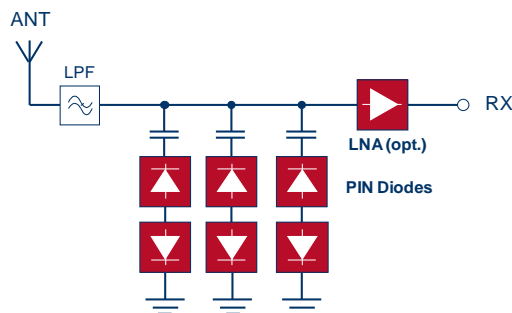 ANT
LPF
RX
LNA (opt.)
PIN Diodes